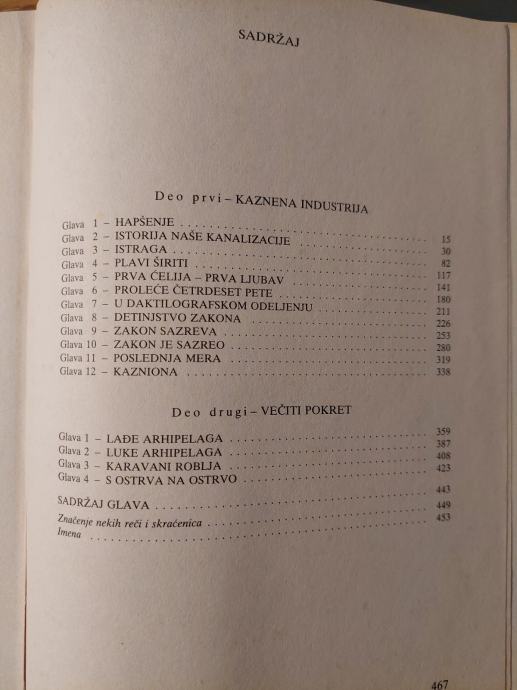 SADRŽAJ
Deo prvi – KAZNENA INDUSTRIJA
Glava 1 – HAPŠENJE 15
Glava 2 – ISTORIJA NAŠE KANALIZACIJE 30
Glava 3 – ISTRAGA 82
Glava 4 – PLAVI ŠIRITI 117
Glava 5 – PRVA ĆELIJA – PRVA LJUBAV 141
Glava 6 – PROLEĆE ČETRDESET PETE 180
Glava 7 – U DAKTILOGRAFSKOM ODELJENJU 211
Glava 8 – DETINJSTVO ZAKONA 226
Glava 9 – ZAKON SAZREVA 253
Glava 10 – ZAKON JE SAZREO 280
Glava 11 – POSLEDNJA MERA 319
Glava 12 – KAZNIONA 338
Deo drugi – VEČITI POKRET
Glava 1 – LAĐE ARHIPELAGA 359
Glava 2 – LUKE ARHIPELAGA 387
Glava 3 – KARAVANI ROBLJA 408
Glava 4 – S OSTRVA NA OSTRVO 423
SADRŽAJ GLAVA 443
Značenje nekih reči i skraćenica 449
Imena 453
467